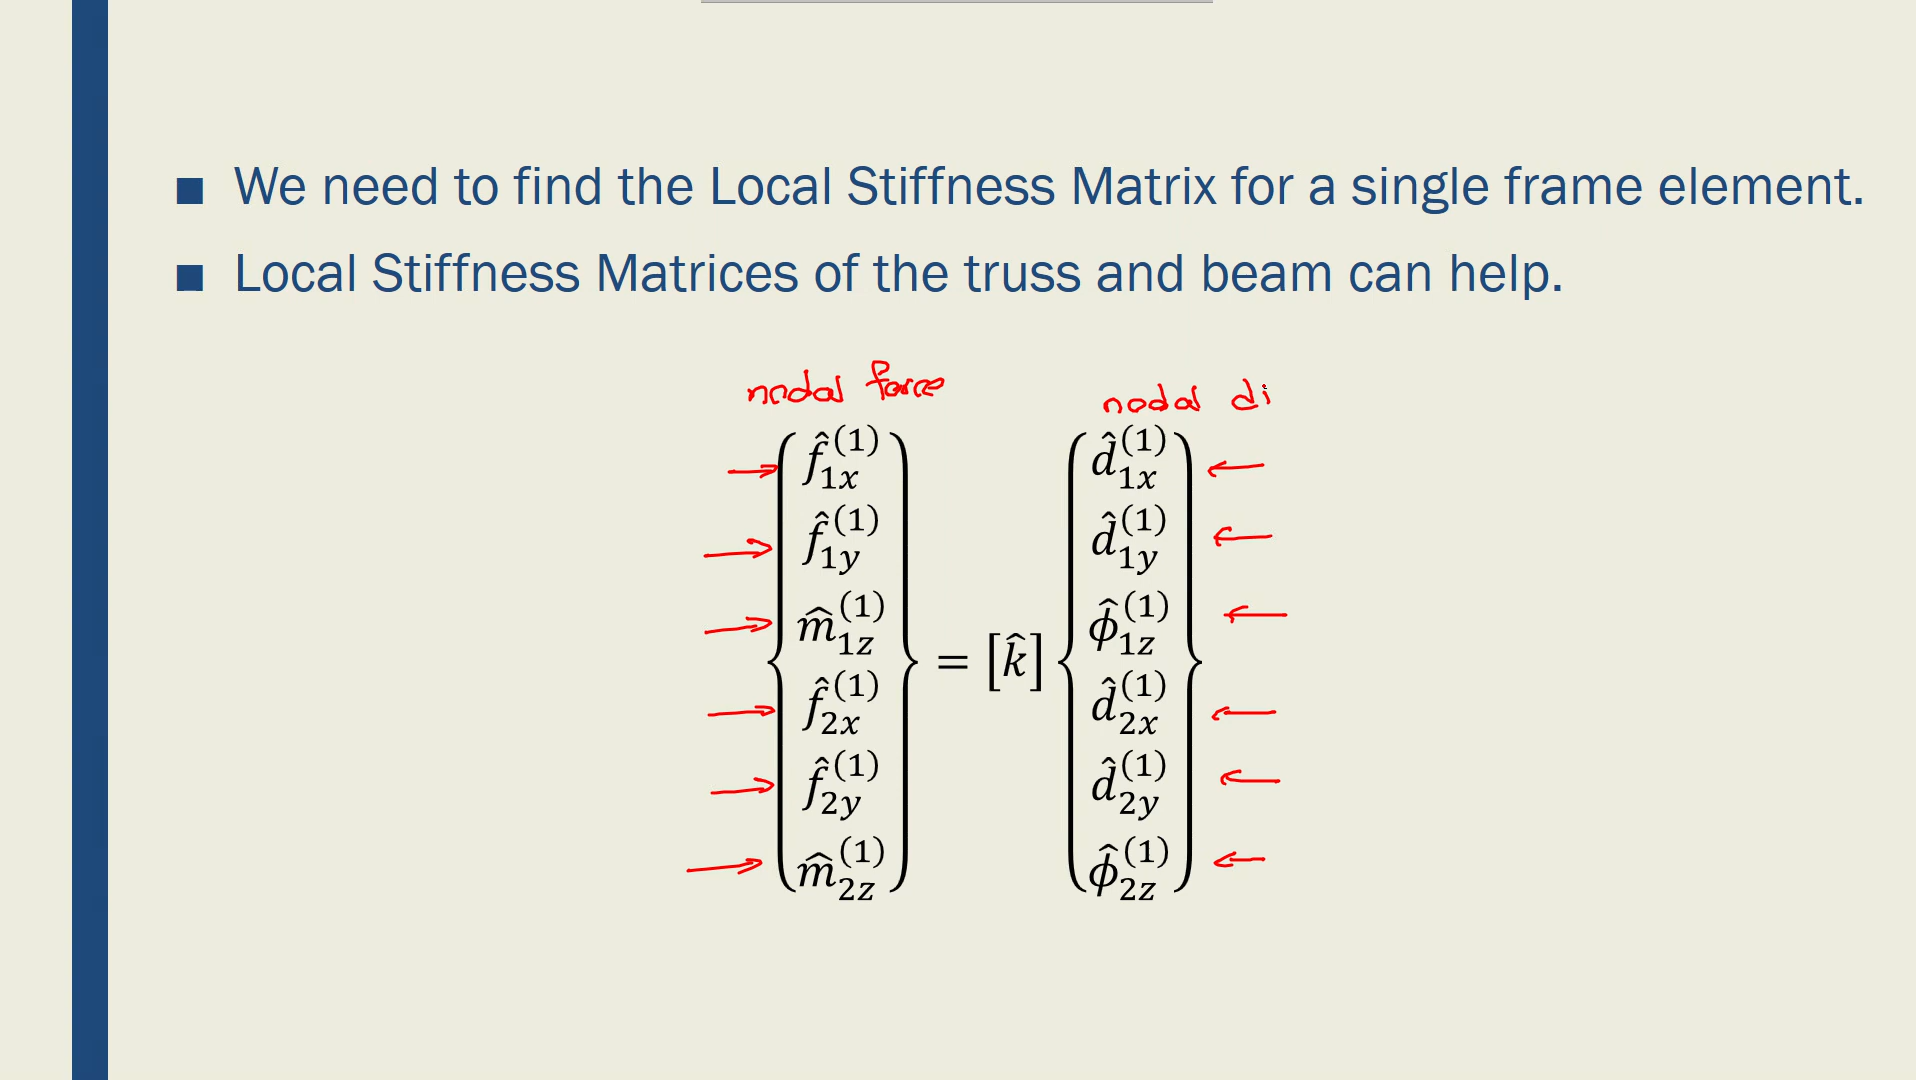 ■ We need to find the Local Stiffness Matrix for a single frame element.
■ Local Stiffness Matrices of the truss and beam can help.
nodal force nodal di
f̂₁ₓ⁽¹⁾ d̂₁ₓ⁽¹⁾
f̂_{1y}⁽¹⁾ d̂_{1y}⁽¹⁾
m̂_{1z}⁽¹⁾ ϕ̂_{1z}⁽¹⁾
= [k̂]
f̂₂ₓ⁽¹⁾ d̂₂ₓ⁽¹⁾
f̂_{2y}⁽¹⁾ d̂_{2y}⁽¹⁾
m̂_{2z}⁽¹⁾ ϕ̂_{2z}⁽¹⁾